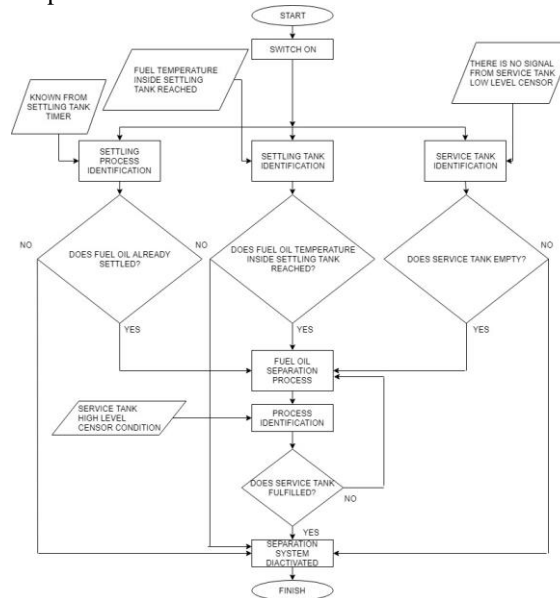 START
SWITCH ON
FUEL TEMPERATURE
INSIDE SETTLING
TANK REACHED
THERE IS NO SIGNAL
FROM SERVICE TANK
LOW LEVEL CENSOR
KNOWN FROM
SETTLING TANK
TIMER
SETTLING
PROCESS
IDENTIFICATION
SETTLING TANK
IDENTIFICATION
SERVICE TANK
IDENTIFICATION
NO
DOES FUEL OIL ALREADY
SETTLED?
NO
DOES FUEL OIL TEMPERATURE
INSIDE SETTLING TANK
REACHED?
DOES SERVICE TANK EMPTY?
NO
YES
YES
YES
FUEL OIL
SEPARATION
PROCESS
SERVICE TANK
HIGH LEVEL
CENSOR CONDITION
PROCESS
IDENTIFICATION
DOES SERVICE TANK
FULFILLED?
NO
YES
SEPARATION
SYSTEM
DIACTIVATED
FINISH